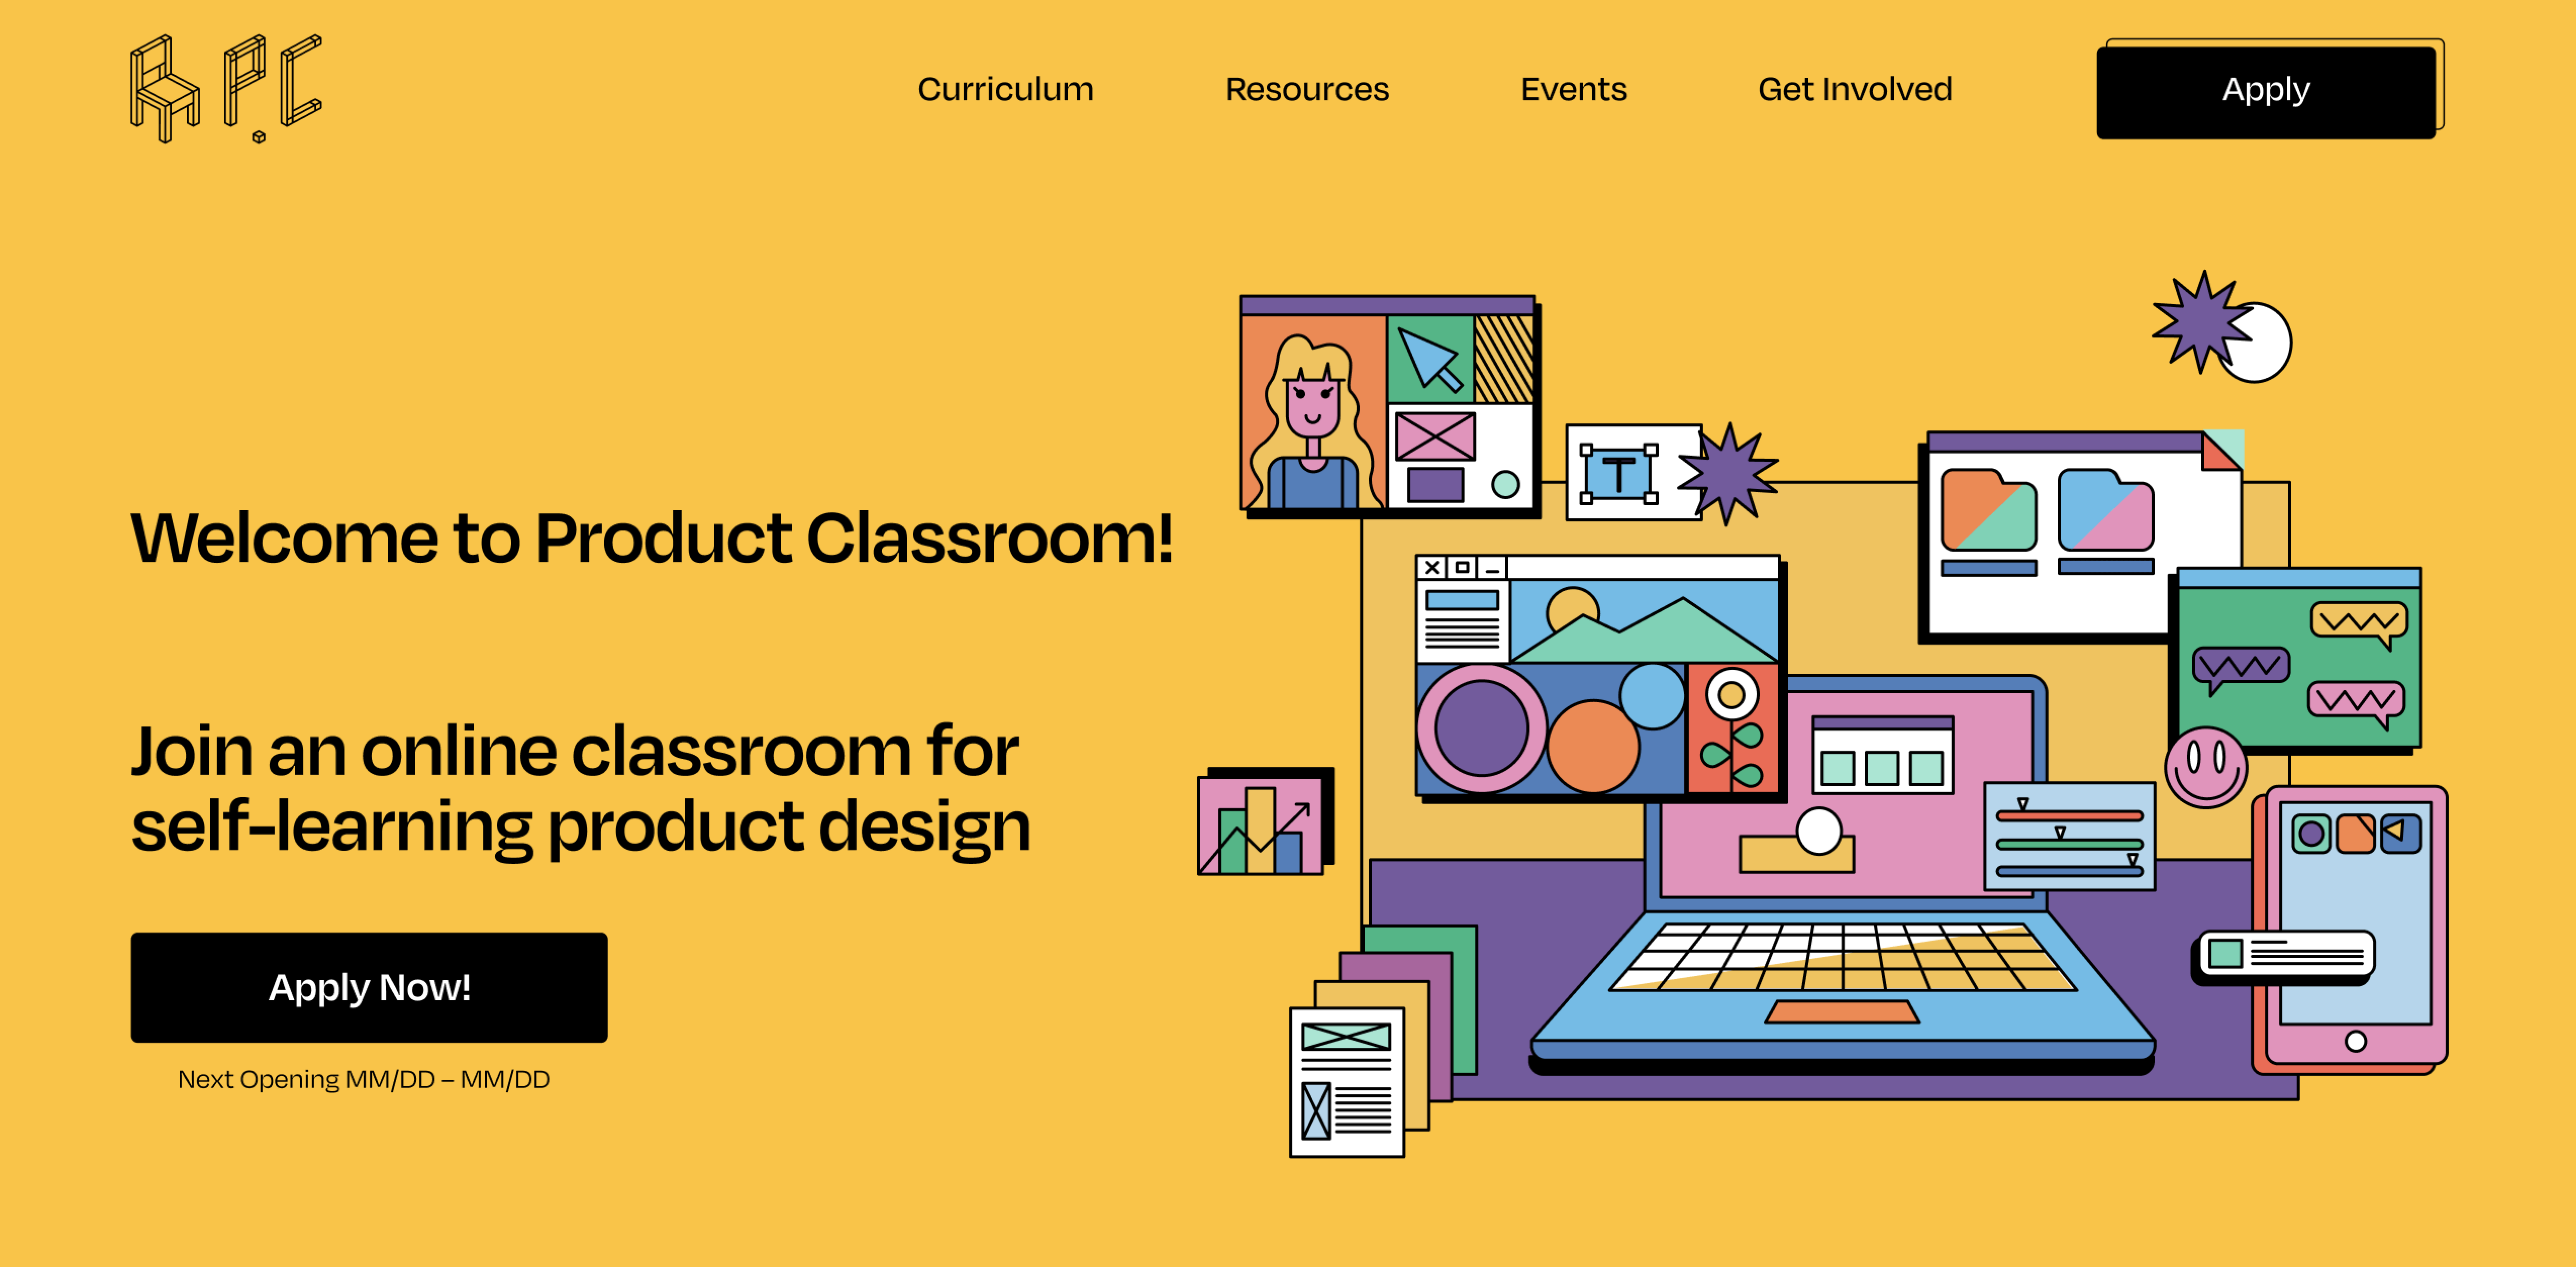 PC
Curriculum
Resources
Events
Get Involved
Apply
T
Welcome to Product Classroom!
Join an online classroom for
self-learning product design
Apply Now!
Next Opening MM/DD – MM/DD